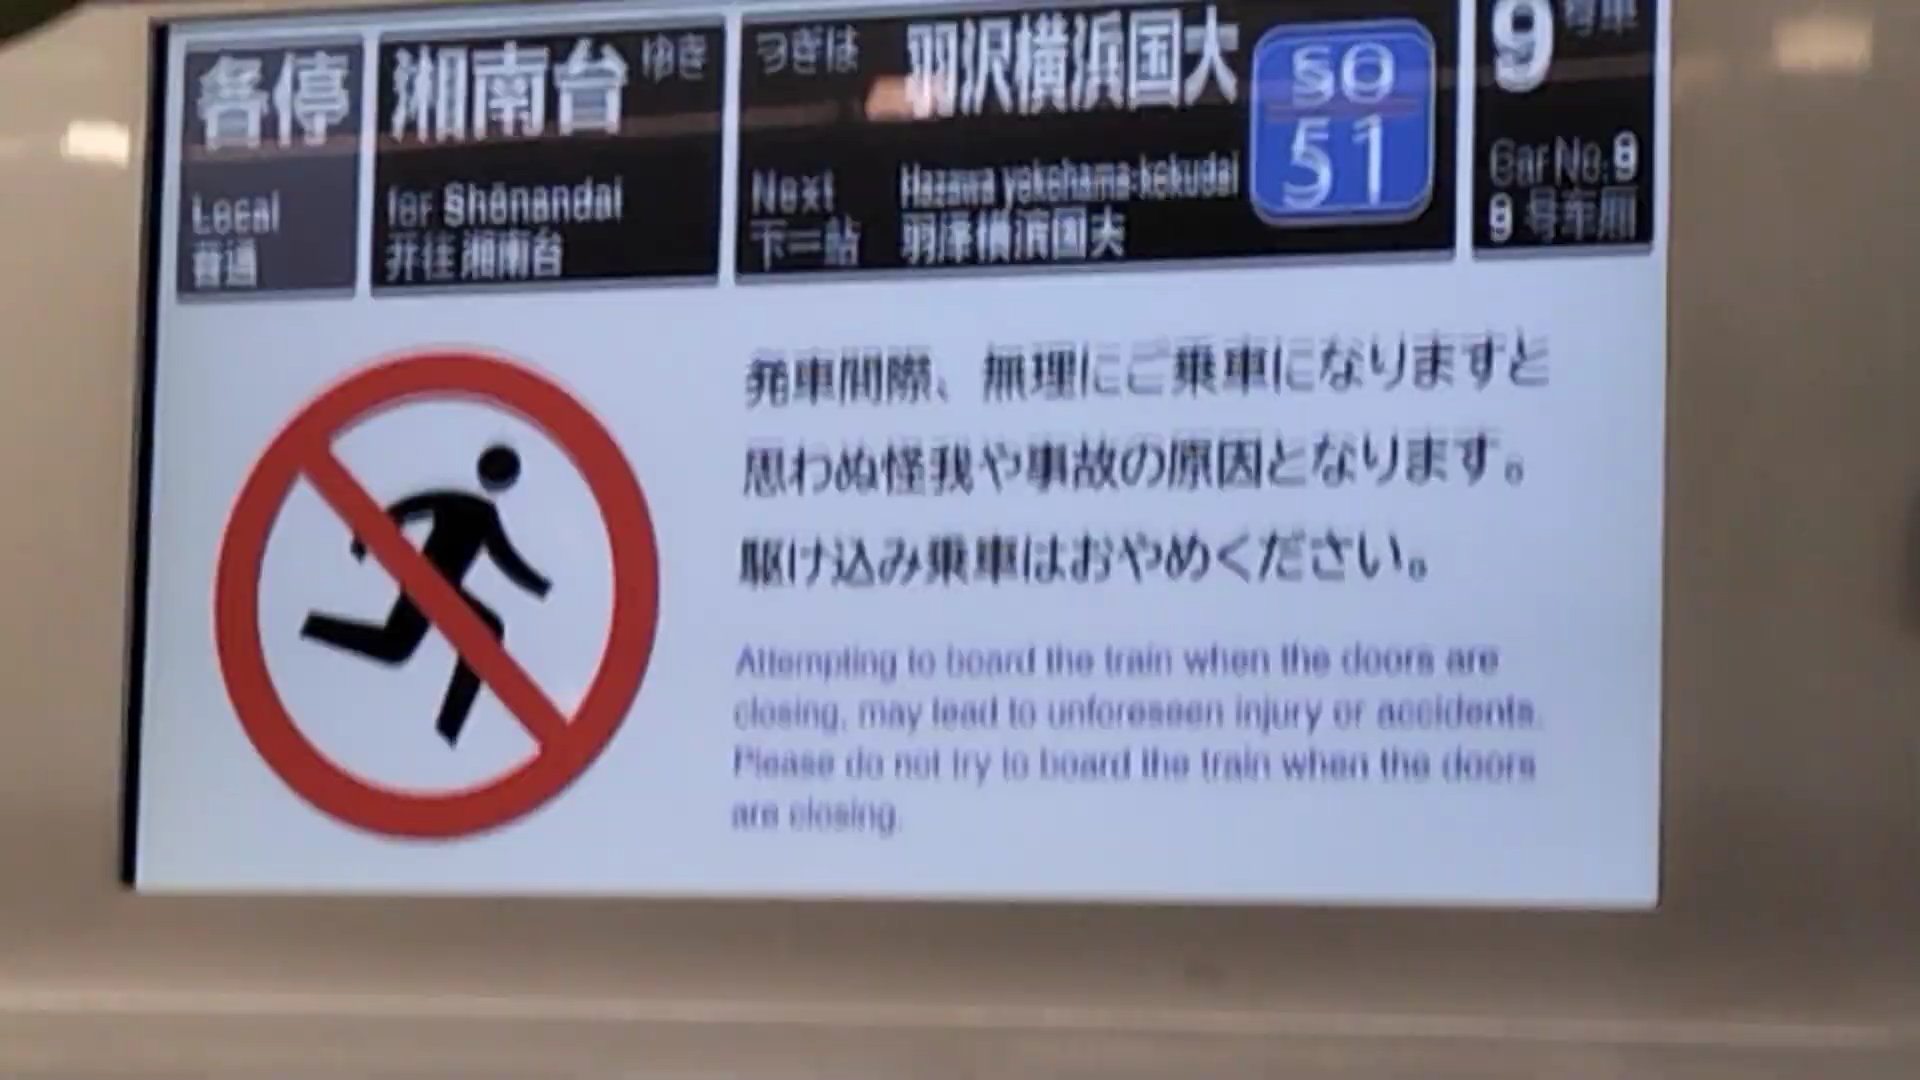 各停
Local
普通
湘南台 ゆき
for Shōnandai
开往 湘南台
つぎは 羽沢横浜国大
Next Hazawa yokohama-kokudai
下一站 羽泽横滨国大
SO
51
9 号車
Car No.9
9 号车厢
発車間際、無理にご乗車になりますと
思わぬ怪我や事故の原因となります。
駆け込み乗車はおやめください。
Attempting to board the train when the doors are
closing, may lead to unforeseen injury or accidents.
Please do not try to board the train when the doors
are closing.